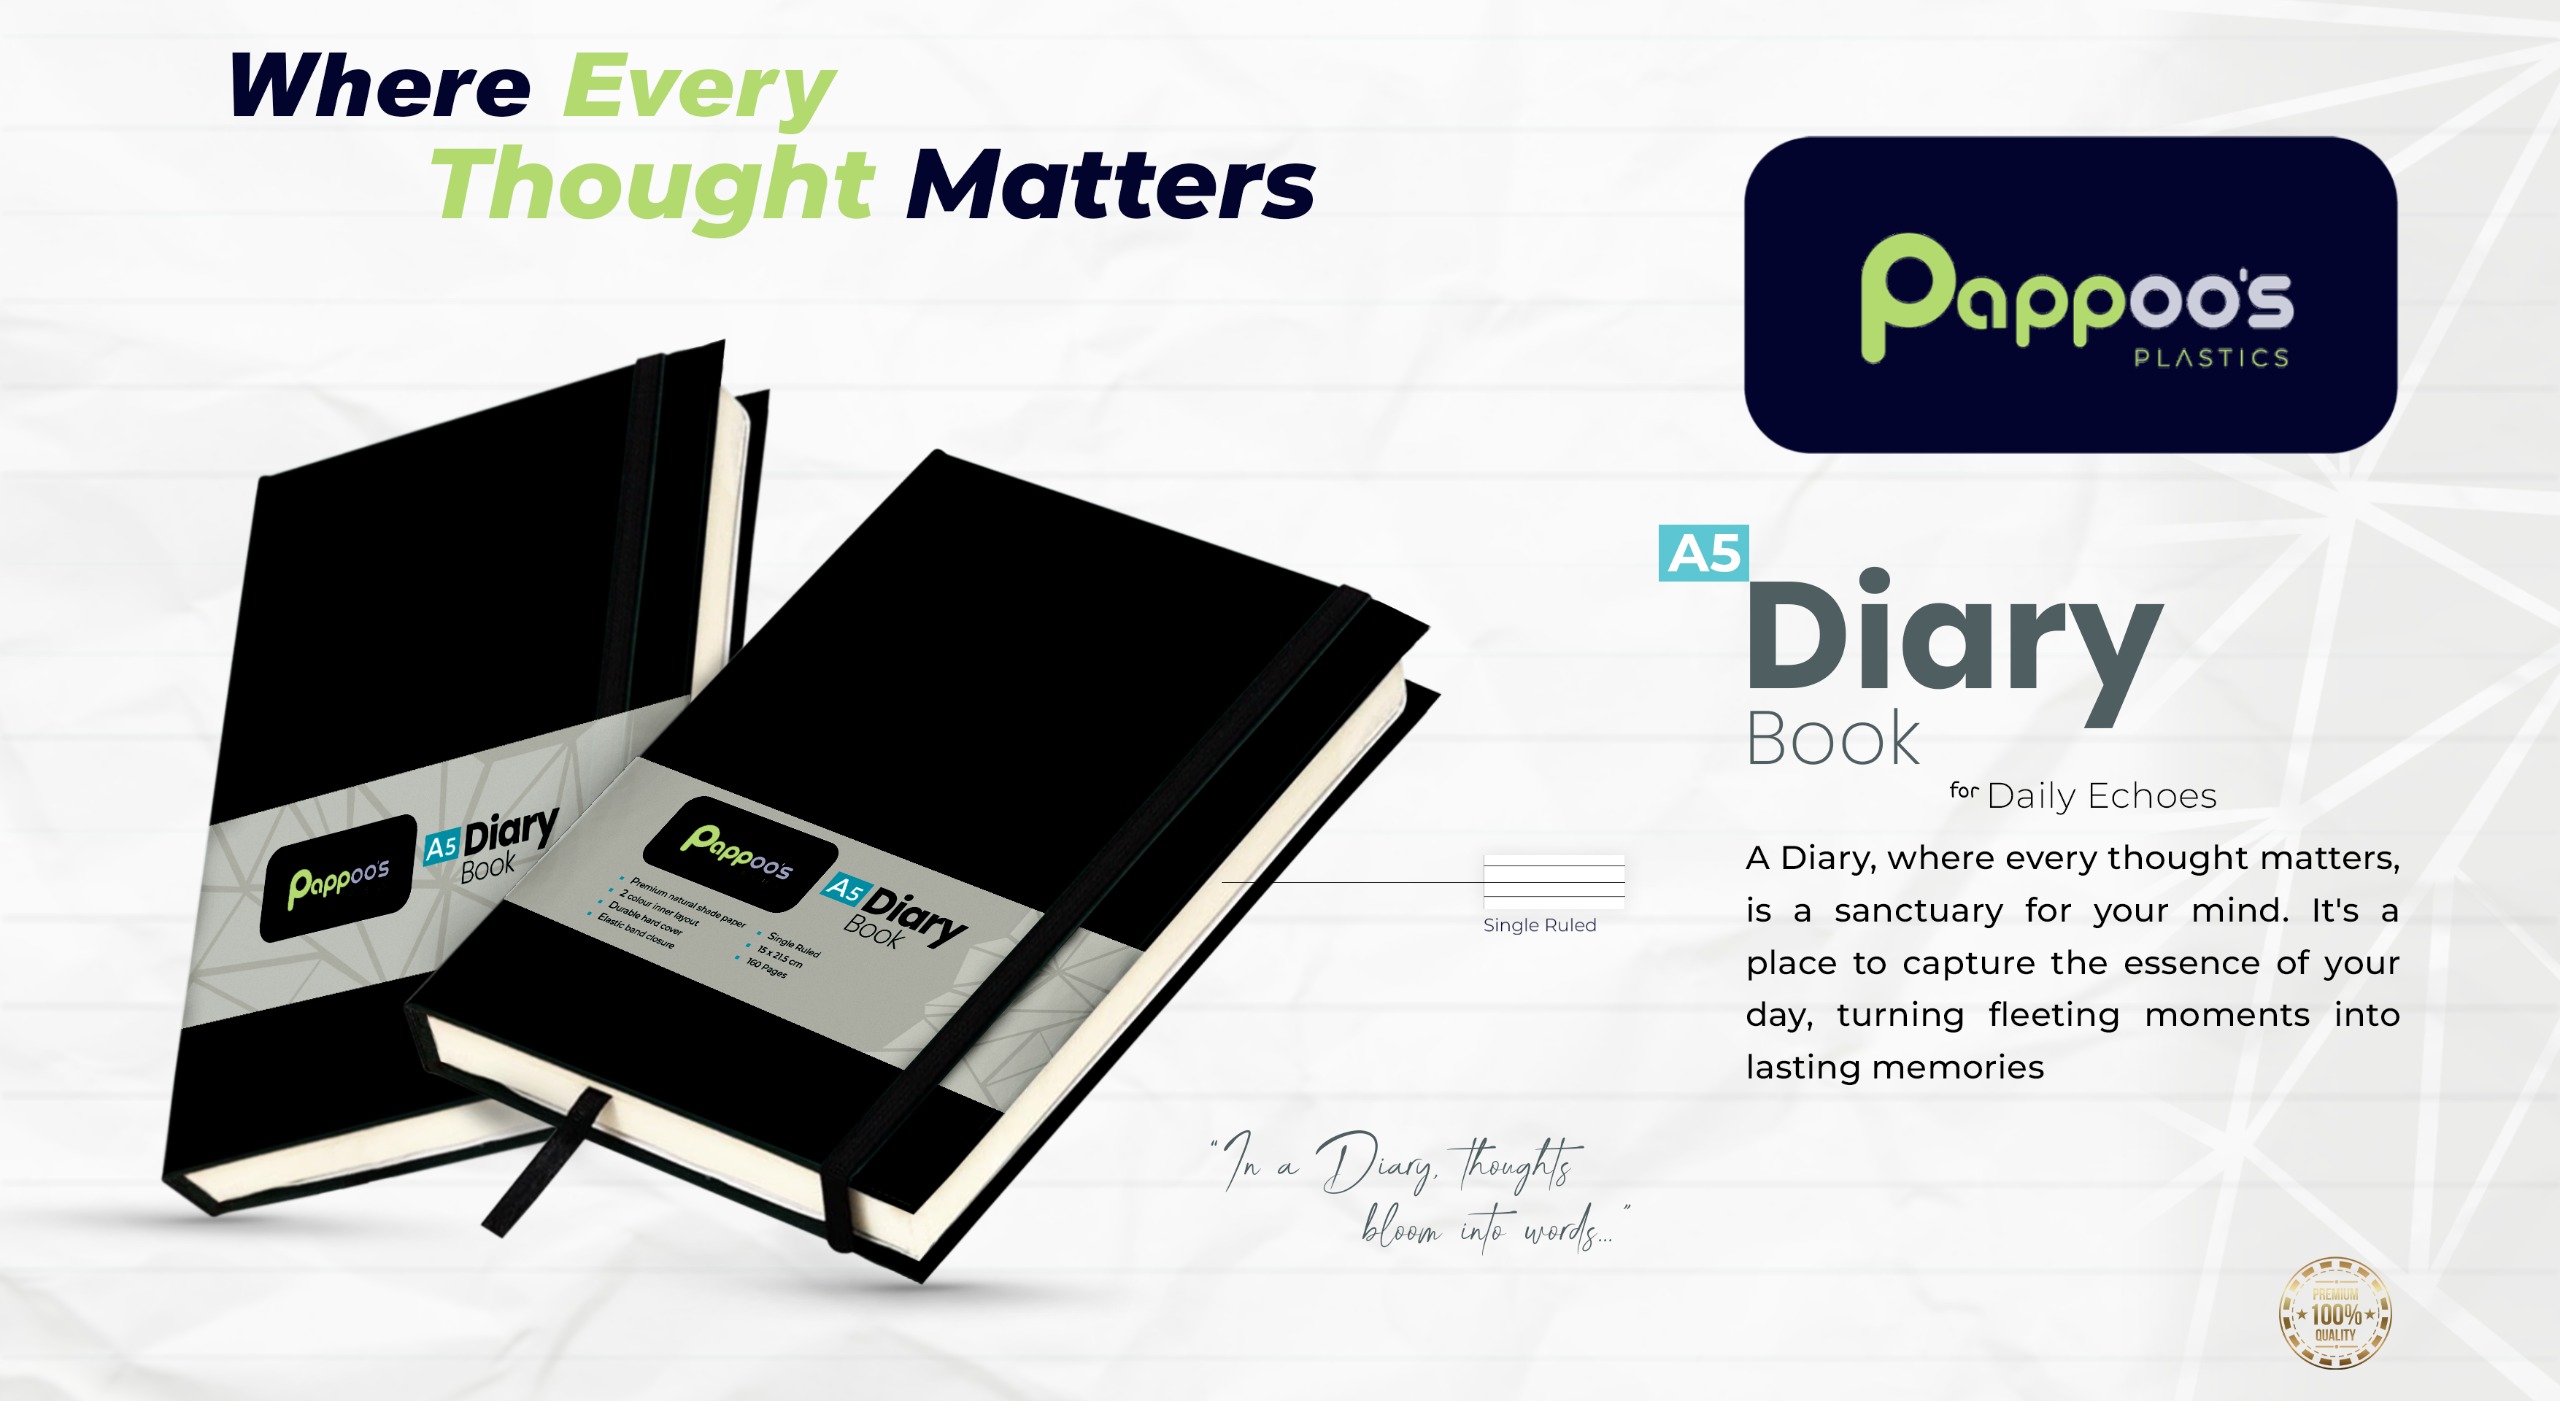 Where Every
Thought Matters
Pappoo's
PLASTICS
A5
Diary
Book
for Daily Echoes
A Diary, where every thought matters,
is a sanctuary for your mind. It's a
place to capture the essence of your
day, turning fleeting moments into
lasting memories
Pappoo's
A5 Diary
Book
Pappoo's
A5 Diary
Book
Premium natural shade paper
2 colour inner layout
Durable hard cover
Elastic band closure
Single Ruled
15 x 21.5 cm
160 Pages
Single Ruled
“In a Diary, thoughts
bloom into words...”
PREMIUM
100%
QUALITY